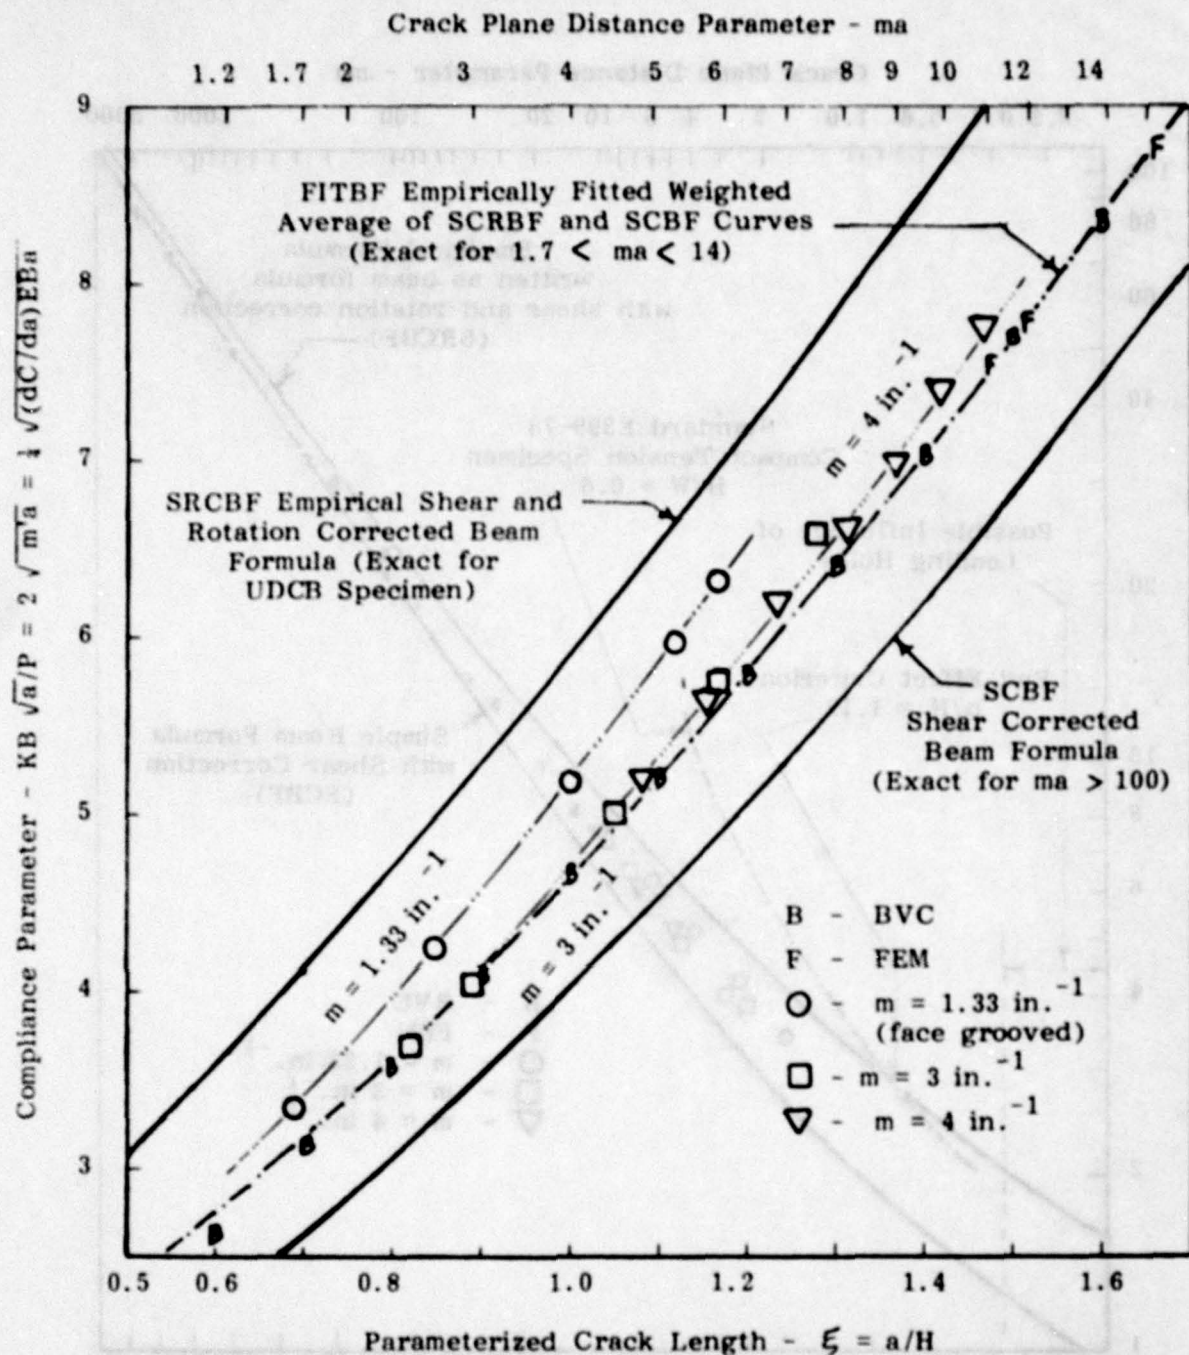 Crack Plane Distance Parameter - ma
1.2 1.7 2 3 4 5 6 7 8 9 10 12 14
9
8
7
6
5
4
3
Compliance Parameter - KB √a/P = 2 √m'a = ½ √(dC/da)EBa
FITBF Empirically Fitted Weighted
Average of SCRBF and SCBF Curves
(Exact for 1.7 < ma < 14)
SRCBF Empirical Shear and
Rotation Corrected Beam
Formula (Exact for
UDCB Specimen)
m = 4 in.⁻¹
SCBF
Shear Corrected
Beam Formula
(Exact for ma > 100)
m = 1.33 in.⁻¹
m = 3 in.⁻¹
B - BVC
F - FEM
○ - m = 1.33 in.⁻¹
(face grooved)
□ - m = 3 in.⁻¹
▽ - m = 4 in.⁻¹
0.5 0.6 0.8 1.0 1.2 1.4 1.6
Parameterized Crack Length - ξ = a/H